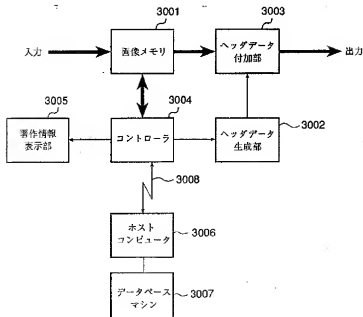 3001
3003
入力
画像メモリ
ヘッダデータ
付加部
出力
3005
3004
3002
著作情報
表示部
コントローラ
ヘッダデータ
生成部
3008
ホスト
コンピュータ
3006
データベース
マシン
3007